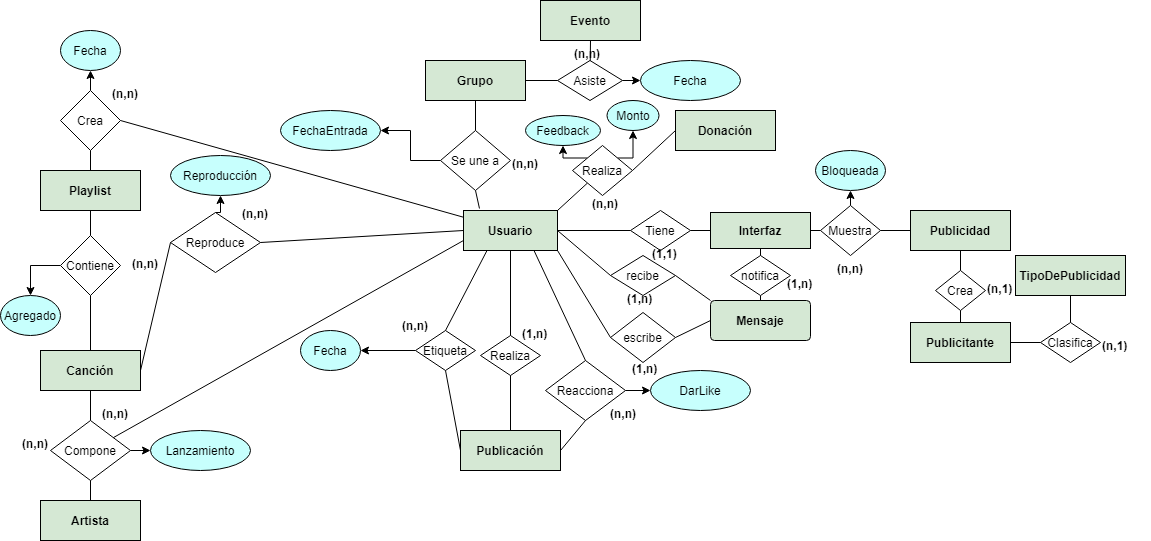 Evento
Fecha
(n,n)
Grupo
Asiste
Fecha
(n,n)
Crea
FechaEntrada
Feedback
Monto
Donación
Se une a
(n,n)
Realiza
(n,n)
Playlist
Reproducción
(n,n)
Bloqueada
Usuario
Tiene
(1,1)
Interfaz
Muestra
(n,n)
Publicidad
Reproduce
Contiene
(n,n)
recibe
(1,n)
notifica
(1,n)
TipoDePublicidad
Crea
(n,1)
Agregado
Mensaje
escribe
(1,n)
Publicitante
Clasifica
(n,1)
(n,n)
Fecha
Etiqueta
(1,n)
Realiza
Canción
Reacciona
(n,n)
DarLike
(n,n)
(n,n)
Compone
Lanzamiento
Publicación
Artista